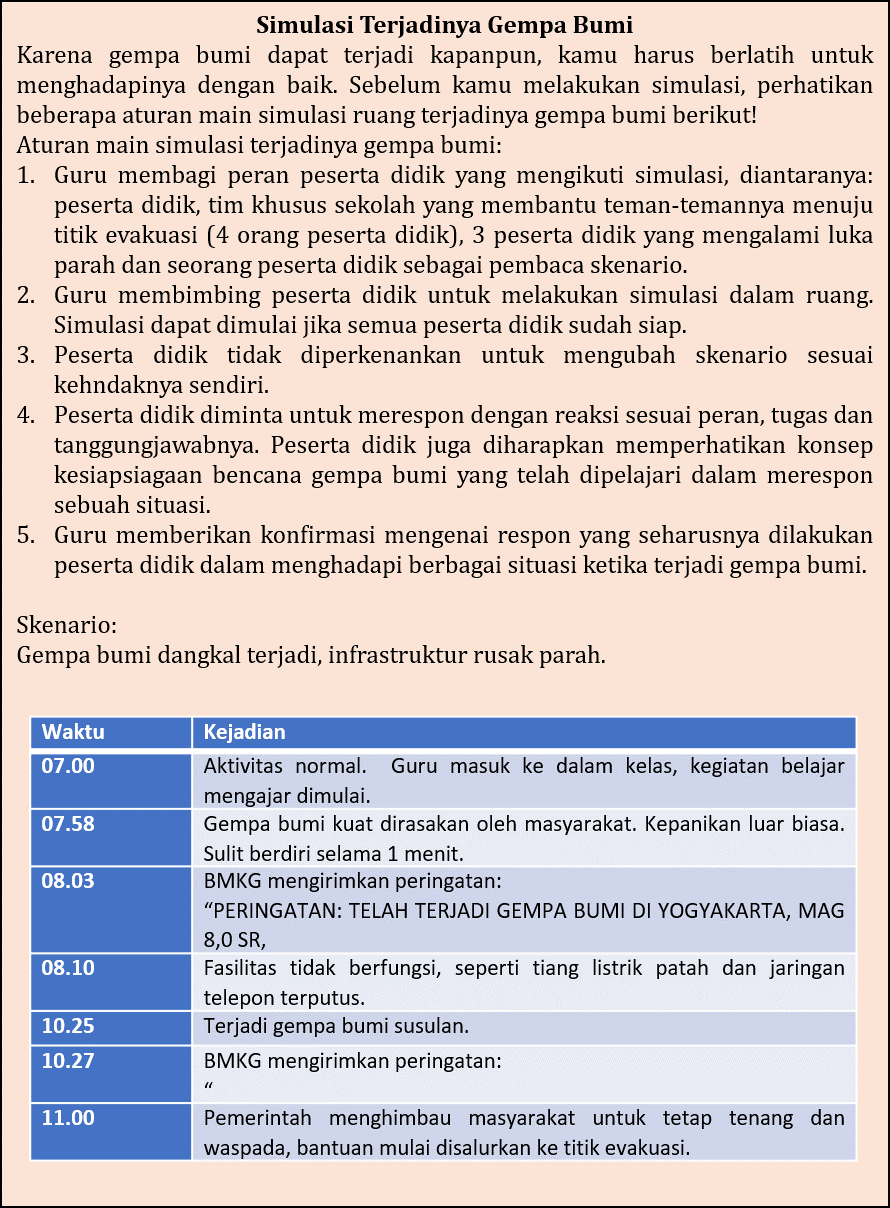 Simulasi Terjadinya Gempa Bumi
Karena gempa bumi dapat terjadi kapanpun, kamu harus berlatih untuk
menghadapinya dengan baik. Sebelum kamu melakukan simulasi, perhatikan
beberapa aturan main simulasi ruang terjadinya gempa bumi berikut!
Aturan main simulasi terjadinya gempa bumi:
1. Guru membagi peran peserta didik yang mengikuti simulasi, diantaranya:
peserta didik, tim khusus sekolah yang membantu teman-temannya menuju
titik evakuasi (4 orang peserta didik), 3 peserta didik yang mengalami luka
parah dan seorang peserta didik sebagai pembaca skenario.
2. Guru membimbing peserta didik untuk melakukan simulasi dalam ruang.
Simulasi dapat dimulai jika semua peserta didik sudah siap.
3. Peserta didik tidak diperkenankan untuk mengubah skenario sesuai
kehndaknya sendiri.
4. Peserta didik diminta untuk merespon dengan reaksi sesuai peran, tugas dan
tanggungjawabnya. Peserta didik juga diharapkan memperhatikan konsep
kesiapsiagaan bencana gempa bumi yang telah dipelajari dalam merespon
sebuah situasi.
5. Guru memberikan konfirmasi mengenai respon yang seharusnya dilakukan
peserta didik dalam menghadapi berbagai situasi ketika terjadi gempa bumi.
Skenario:
Gempa bumi dangkal terjadi, infrastruktur rusak parah.
Waktu Kejadian
07.00 Aktivitas normal. Guru masuk ke dalam kelas, kegiatan belajar
mengajar dimulai.
07.58 Gempa bumi kuat dirasakan oleh masyarakat. Kepanikan luar biasa.
Sulit berdiri selama 1 menit.
08.03 BMKG mengirimkan peringatan:
“PERINGATAN: TELAH TERJADI GEMPA BUMI DI YOGYAKARTA, MAG
8,0 SR,
08.10 Fasilitas tidak berfungsi, seperti tiang listrik patah dan jaringan
telepon terputus.
10.25 Terjadi gempa bumi susulan.
10.27 BMKG mengirimkan peringatan:
“
11.00 Pemerintah menghimbau masyarakat untuk tetap tenang dan
waspada, bantuan mulai disalurkan ke titik evakuasi.